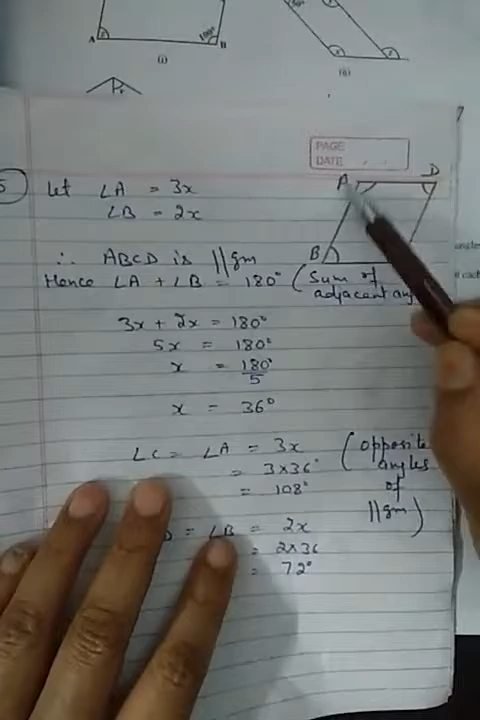 A
B
(i)
(ii)
PAGE
DATE
A D
B
5
Let ∠A = 3x
∠B = 2x
∴ ABCD is ||gm
Hence ∠A + ∠B = 180° (Sum of
adjacent
3x + 2x = 180°
5x = 180°
x = 180°/5
x = 36°
∠C = ∠A = 3x (opposite
= 3×36° angles
= 108° of
||gm)
D = ∠B = 2x
= 2×36
= 72°